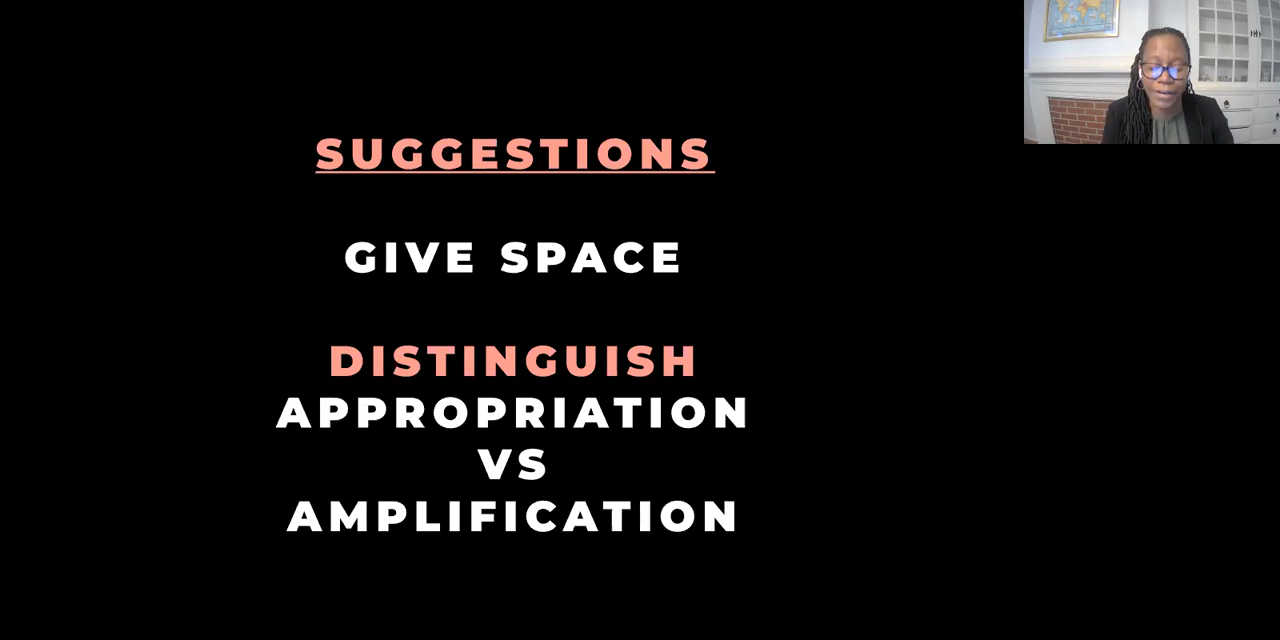 SUGGESTIONS
GIVE SPACE
DISTINGUISH
APPROPRIATION
VS
AMPLIFICATION